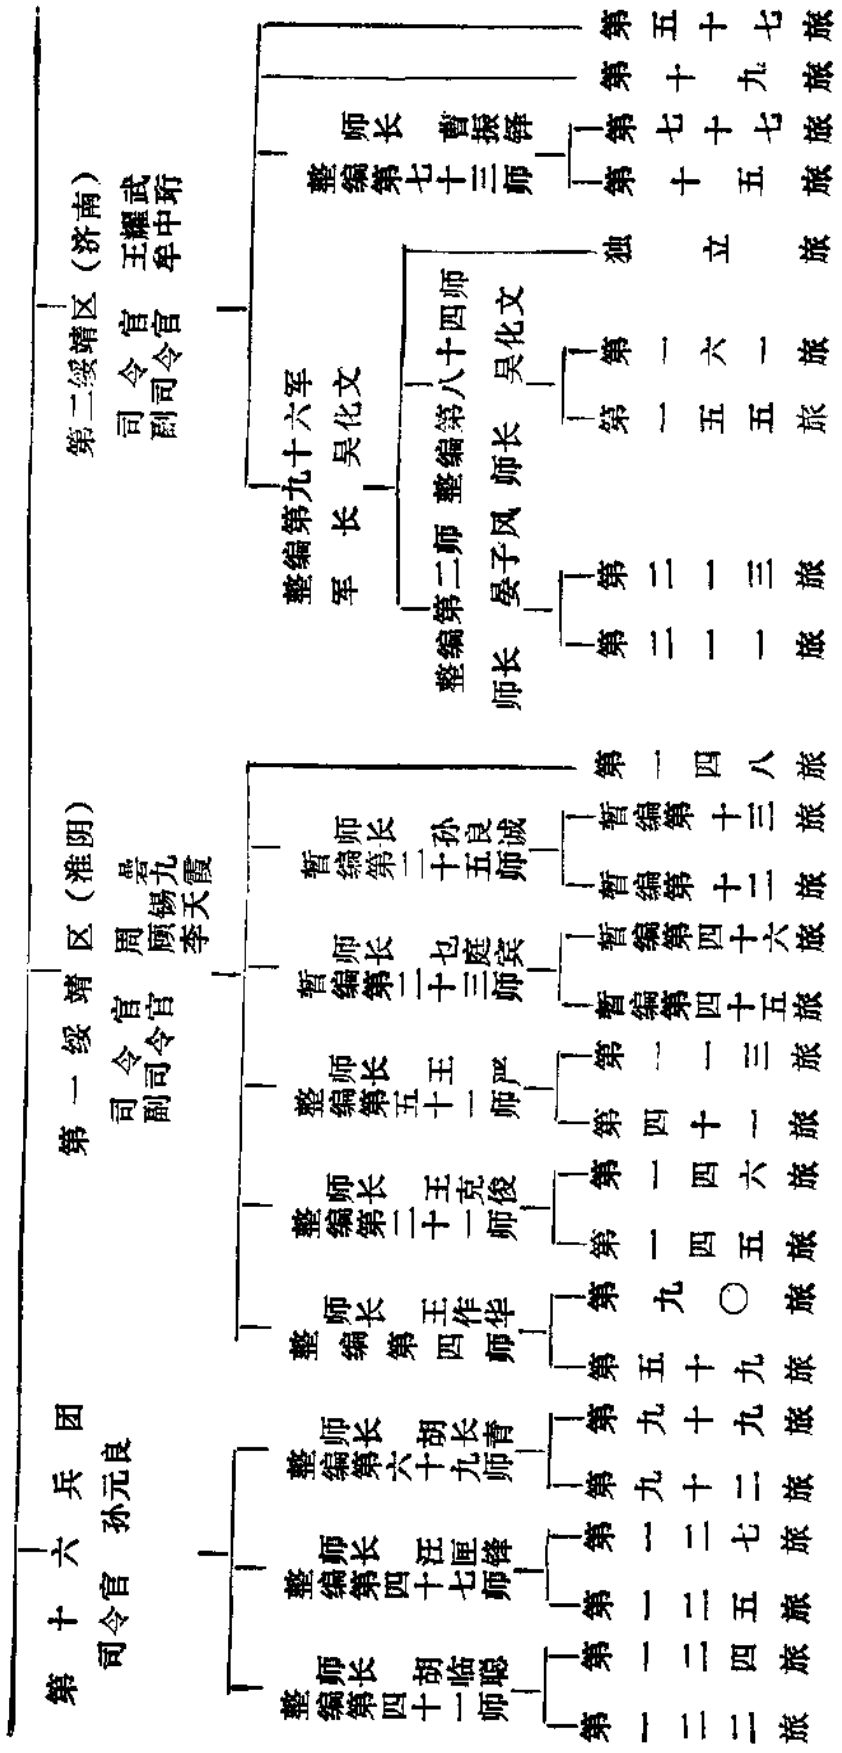 第十六兵团
司令官 孙元良
整编第四十一师
师长 胡临聪
第一二二旅
第一二四旅
整编第四十七师
师长 汪匣锋
第一二五旅
第一二七旅
整编第六十九师
师长 胡长青
第九十二旅
第九十九旅
第一绥靖区(淮阴)
司令官 周嵒
副司令官 顾锡九
李天霞
整编第四师
师长 王作华
第五十九旅
第九〇旅
整编第二十一师
师长 王克俊
第一四五旅
第一四六旅
整编第五十一师
师长 王严
第四十一旅
第一一三旅
暂编第二十三师
师长 乜庭宾
暂编第四十五旅
暂编第四十六旅
暂编第二十五师
师长 孙良诚
暂编第十二旅
暂编第十三旅
第一四八旅
第二绥靖区(济南)
司令官 王耀武
副司令官 牟中珩
整编第九十六军
军长 吴化文
整编第二师
师长 晏子风
第二一一旅
第二一三旅
整编第八十四师
师长 吴化文
第一五五旅
第一六一旅
独立旅
整编第七十三师
师长 曹振铎
第十五旅
第七十七旅
第十九旅
第五十七旅